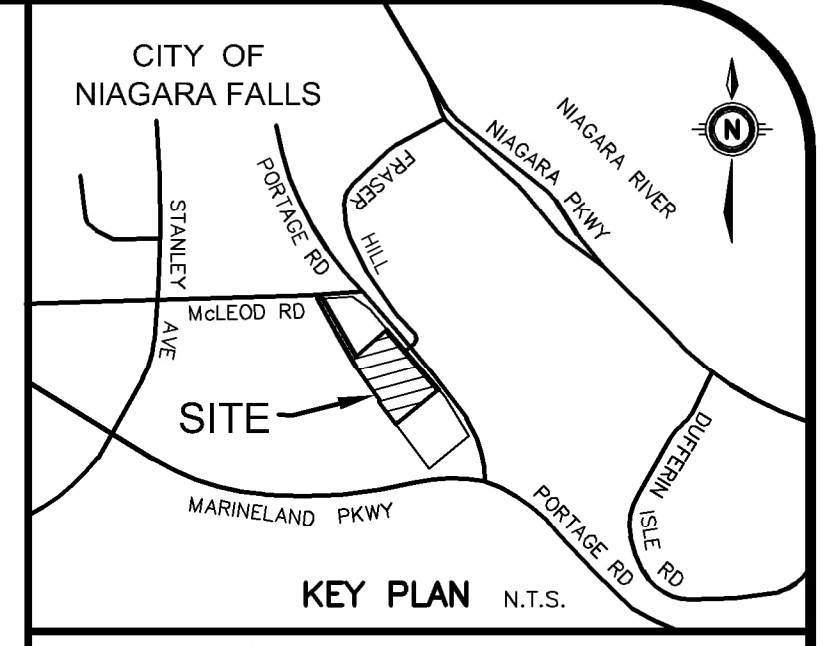 CITY OF
NIAGARA FALLS
N
NIAGARA RIVER
NIAGARA PKWY
FRASER
HILL
PORTAGE RD
STANLEY
AVE
McLEOD RD
SITE
MARINELAND PKWY
DUFFERIN
ISLE RD
PORTAGE RD
KEY PLAN N.T.S.